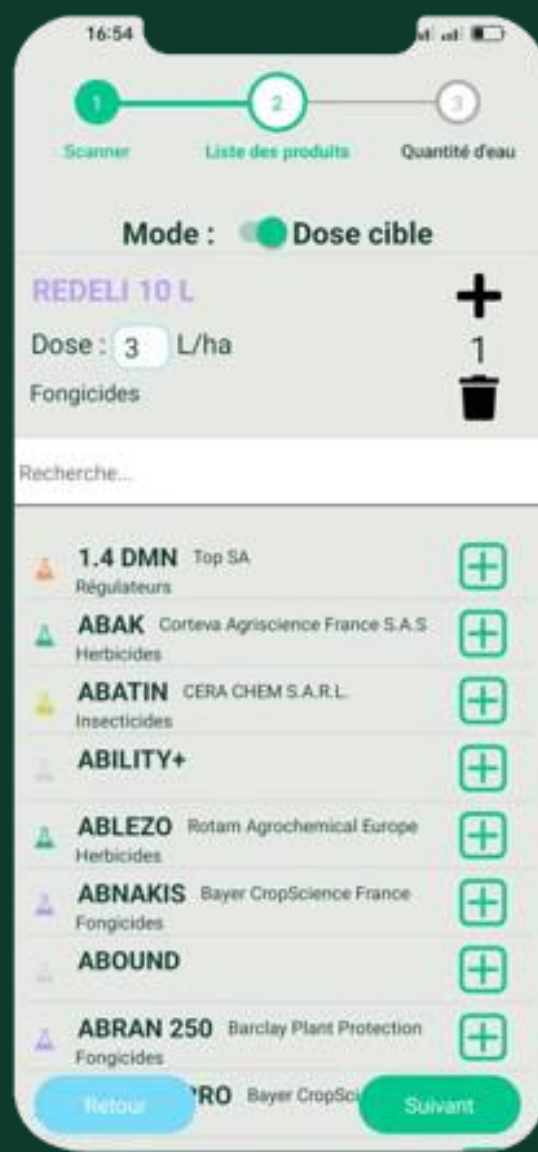 16:54
1
2
3
Scanner
Liste des produits
Quantité d'eau
Mode : Dose cible
REDELI 10 L
Dose : 3 L/ha
1
Fongicides
Recherche...
1.4 DMN Top SA
Régulateurs
ABAK Corteva Agriscience France S.A.S
Herbicides
ABATIN CERA CHEM S.A.R.L.
Insecticides
ABILITY+
ABLEZO Rotam Agrochemical Europe
Herbicides
ABNAKIS Bayer CropScience France
Fongicides
ABOUND
ABRAN 250 Barclay Plant Protection
Fongicides
PRO Bayer CropSci
Retour
Suivant